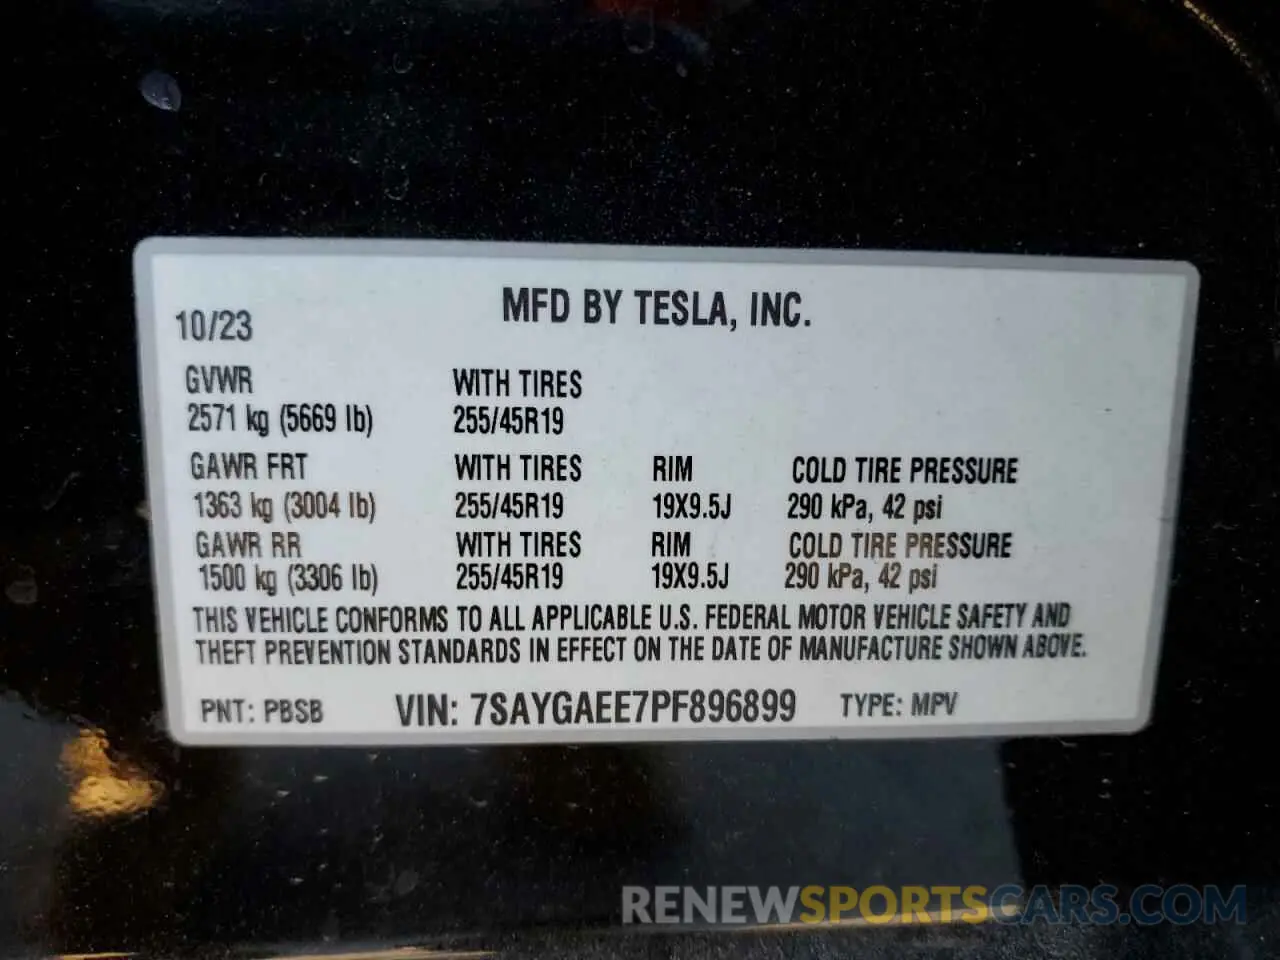 MFD BY TESLA, INC.
10/23
GVWR WITH TIRES
2571 kg (5669 lb) 255/45R19
GAWR FRT WITH TIRES RIM COLD TIRE PRESSURE
1363 kg (3004 lb) 255/45R19 19X9.5J 290 kPa, 42 psi
GAWR RR WITH TIRES RIM COLD TIRE PRESSURE
1500 kg (3306 lb) 255/45R19 19X9.5J 290 kPa, 42 psi
THIS VEHICLE CONFORMS TO ALL APPLICABLE U.S. FEDERAL MOTOR VEHICLE SAFETY AND
THEFT PREVENTION STANDARDS IN EFFECT ON THE DATE OF MANUFACTURE SHOWN ABOVE.
PNT: PBSB VIN: 7SAYGAEE7PF896899 TYPE: MPV
RENEWSPORTSCARS.COM